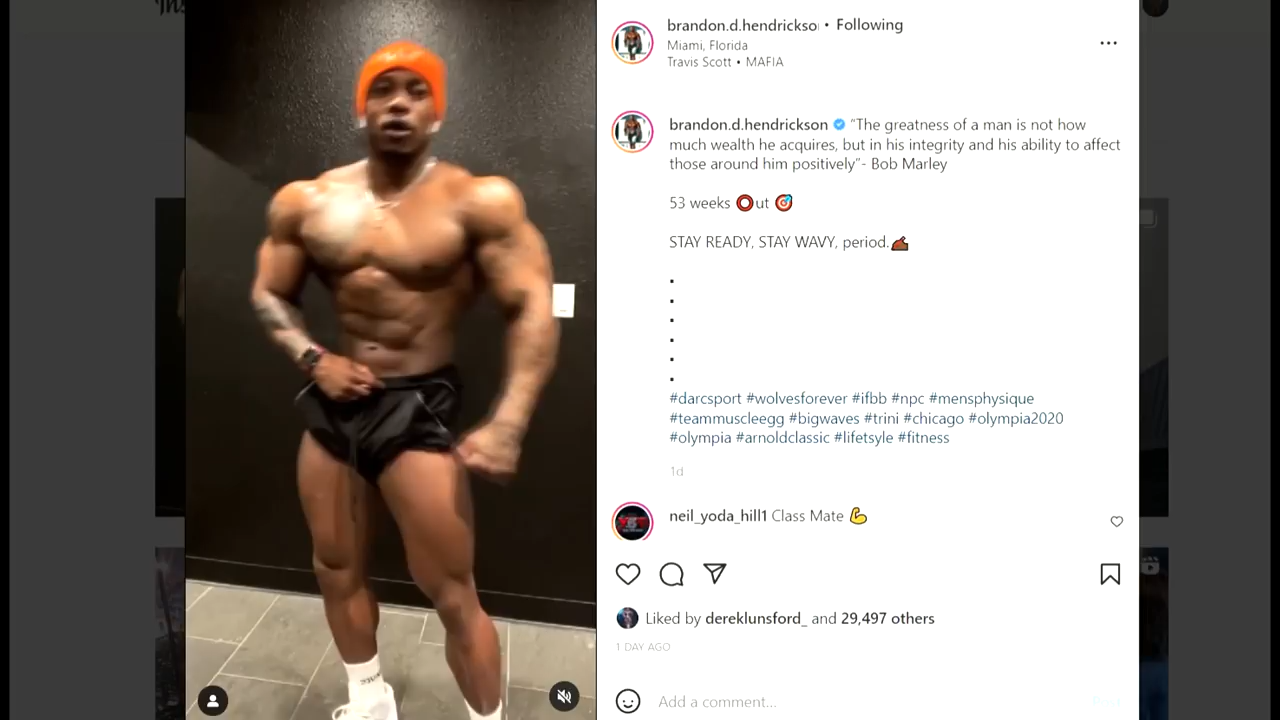 brandon.d.hendrickso • Following
Miami, Florida
Travis Scott • MAFIA
brandon.d.hendrickson "The greatness of a man is not how
much wealth he acquires, but in his integrity and his ability to affect
those around him positively"- Bob Marley
53 weeks ⭕ut 🎯
STAY READY, STAY WAVY, period.
.
.
.
.
.
.
#darcsport #wolvesforever #ifbb #npc #mensphysique
#teammuscleegg #bigwaves #trini #chicago #olympia2020
#olympia #arnoldclassic #lifetsyle #fitness
1d
neil_yoda_hill1 Class Mate 💪
Liked by dereklunsford_ and 29,497 others
1 DAY AGO
Add a comment...
Post